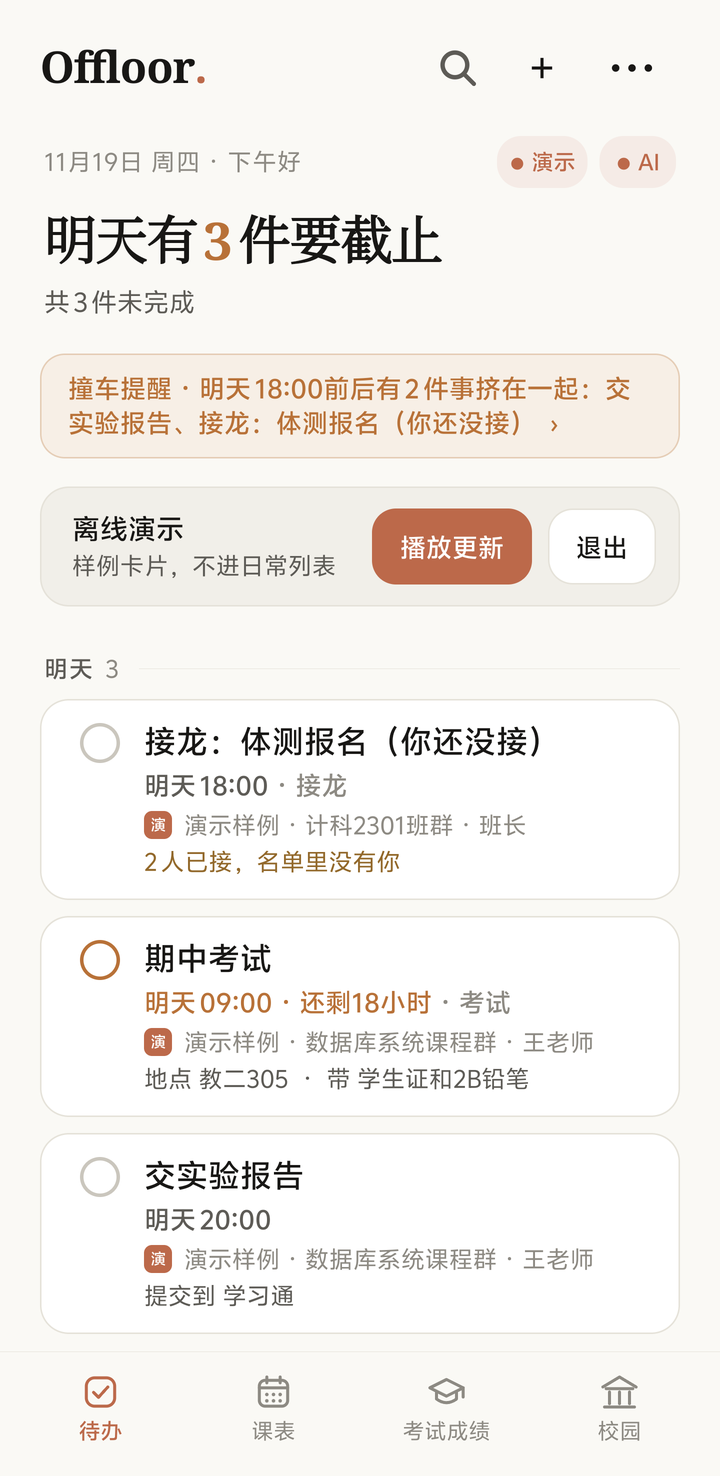 Offloor.
11月19日 周四 · 下午好
演示
AI
明天有3件要截止
共3件未完成
撞车提醒 · 明天18:00前后有2件事挤在一起：交
实验报告、接龙：体测报名（你还没接） ›
离线演示
样例卡片，不进日常列表
播放更新
退出
明天 3
接龙：体测报名（你还没接）
明天18:00 · 接龙
演 演示样例 · 计科2301班群 · 班长
2人已接，名单里没有你
期中考试
明天09:00 · 还剩18小时 · 考试
演 演示样例 · 数据库系统课程群 · 王老师
地点 教二305 · 带 学生证和2B铅笔
交实验报告
明天20:00
演 演示样例 · 数据库系统课程群 · 王老师
提交到 学习通
待办
课表
考试成绩
校园